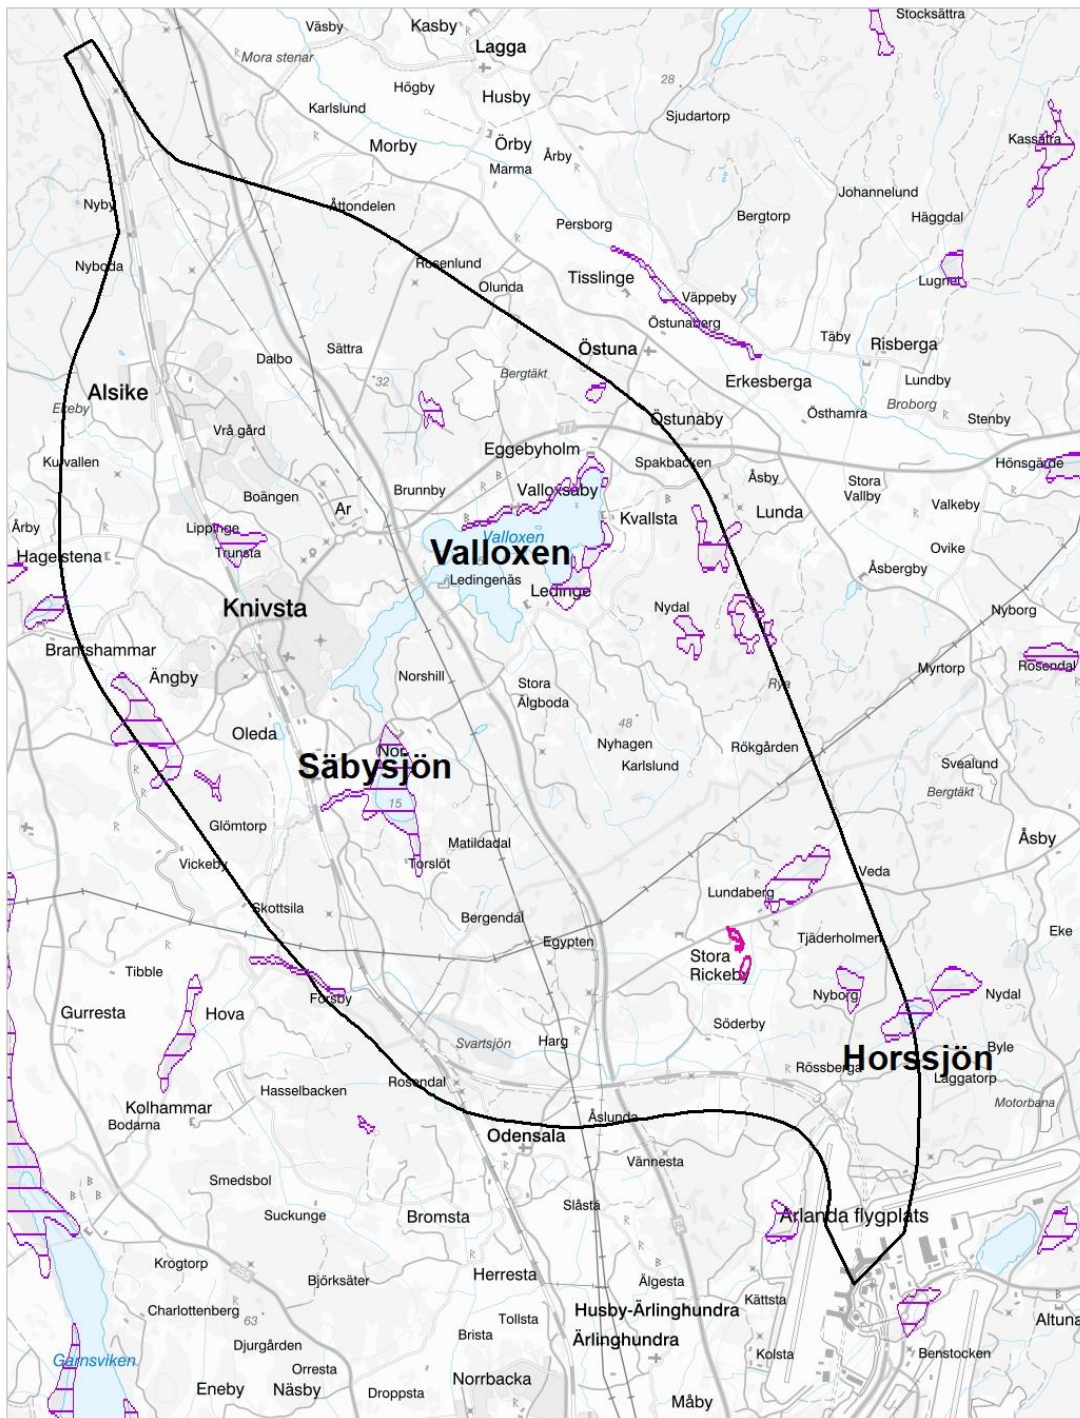 Stocksättra
Väsby
Kasby
Lagga
Mora stenar
28
Högby
Husby
Karlslund
Sjudartorp
Kassättra
Morby
Örby
Årby
Marma
Johannelund
Nyby
Åttondelen
Bergtorp
Häggdal
Persborg
Nyboda
Rosenlund
Tisslinge
Lugnet
Olunda
Väppeby
Östunaberg
Täby
Risberga
Sättra
Dalbo
Östuna
Bergtäkt
32
Erkesberga
Lundby
Alsike
Ekeby
Broborg
Östhamra
Stenby
Östunaby
Vrå gård
77
Eggebyholm
Kurvallen
Spakbacken
Hönsgärde
Åsby
Stora
Vallby
Boängen
Brunnby
Valloxsäby
Valkeby
Ar
Lunda
Kvallsta
Årby
Lippinge
Valloxen
Valloxen
Ovike
Hagestena
Trunsta
Åsbergby
Ledingenäs
Ledinge
Knivsta
Nydal
Nyborg
Brantshammar
Rosendal
Myrtorp
Ängby
Norshill
Stora
Älgboda
Rya
48
Oleda
Nor
Nyhagen
Rökgården
Karlslund
Svealund
Säbysjön
Bergtäkt
15
Glömtorp
Åsby
Matildadal
Vickeby
Torslöt
Veda
Lundaberg
Skottsila
Bergendal
Eke
Egypten
Tjäderholmen
Stora
Rickeby
Tibble
Nyborg
Nydal
Forsby
Gurresta
Hova
Söderby
Svartsjön
Harg
Byle
Horssjön
Rössberga
Laggatorp
Rosendal
Hasselbacken
Motorbana
Kolhammar
Bodarna
Åslunda
Odensala
Vännesta
Smedsbol
Slåsta
Suckunge
Bromsta
Arlanda flygplats
Krogtorp
Björksäter
Herresta
Älgesta
Kättsta
Charlottenberg
63
Husby-Ärlinghundra
Tollsta
Altuna
Brista
Ärlinghundra
Djurgården
Kolsta
Benstocken
Garnsviken
Orresta
Eneby
Näsby
Droppsta
Norrbacka
Måby